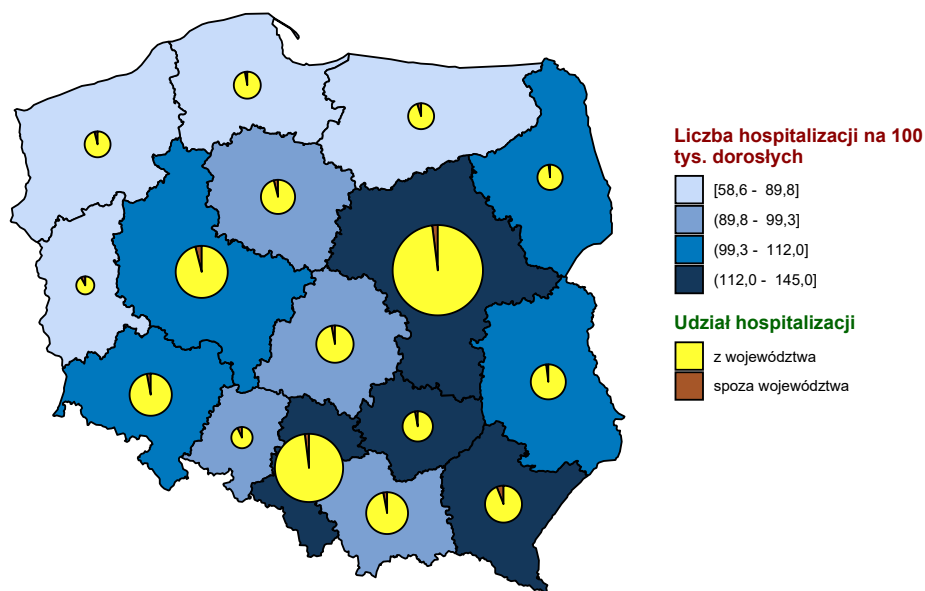 Liczba hospitalizacji na 100
tys. dorosłych
[58,6 - 89,8]
(89,8 - 99,3]
(99,3 - 112,0]
(112,0 - 145,0]
Udział hospitalizacji
z województwa
spoza województwa